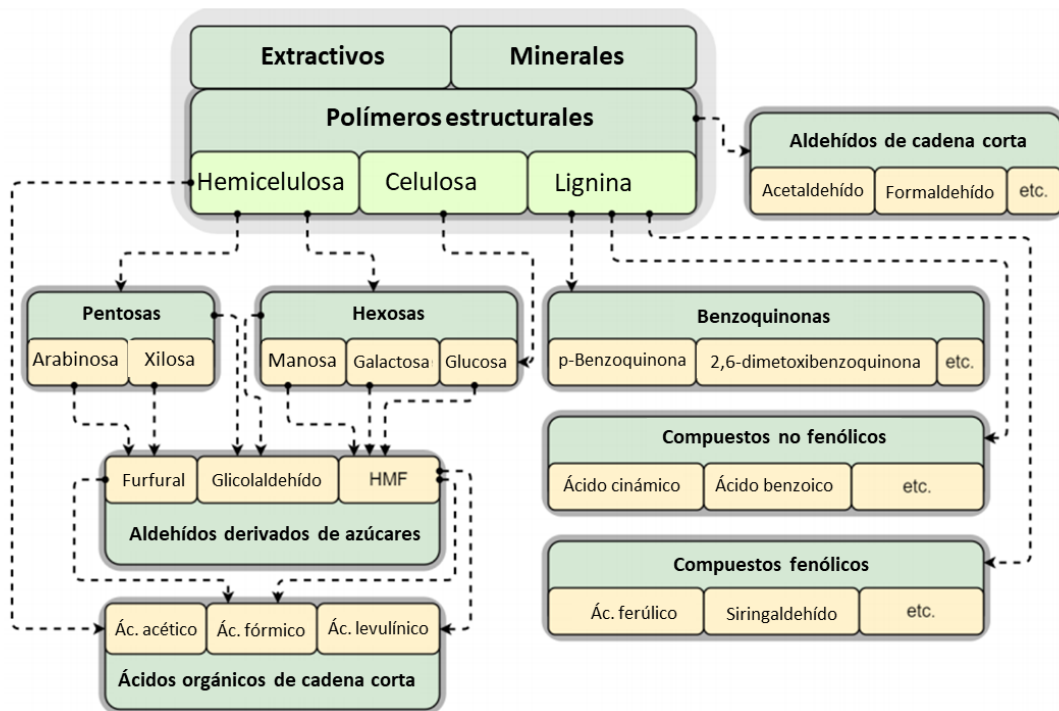 Extractivos
Minerales
Polímeros estructurales
Hemicelulosa
Celulosa
Lignina
Aldehídos de cadena corta
Acetaldehído
Formaldehído
etc.
Pentosas
Arabinosa
Xilosa
Hexosas
Manosa
Galactosa
Glucosa
Benzoquinonas
p-Benzoquinona
2,6-dimetoxibenzoquinona
etc.
Compuestos no fenólicos
Ácido cinámico
Ácido benzoico
etc.
Furfural
Glicolaldehído
HMF
Aldehídos derivados de azúcares
Compuestos fenólicos
Ác. ferúlico
Siringaldehído
etc.
Ác. acético
Ác. fórmico
Ác. levulínico
Ácidos orgánicos de cadena corta